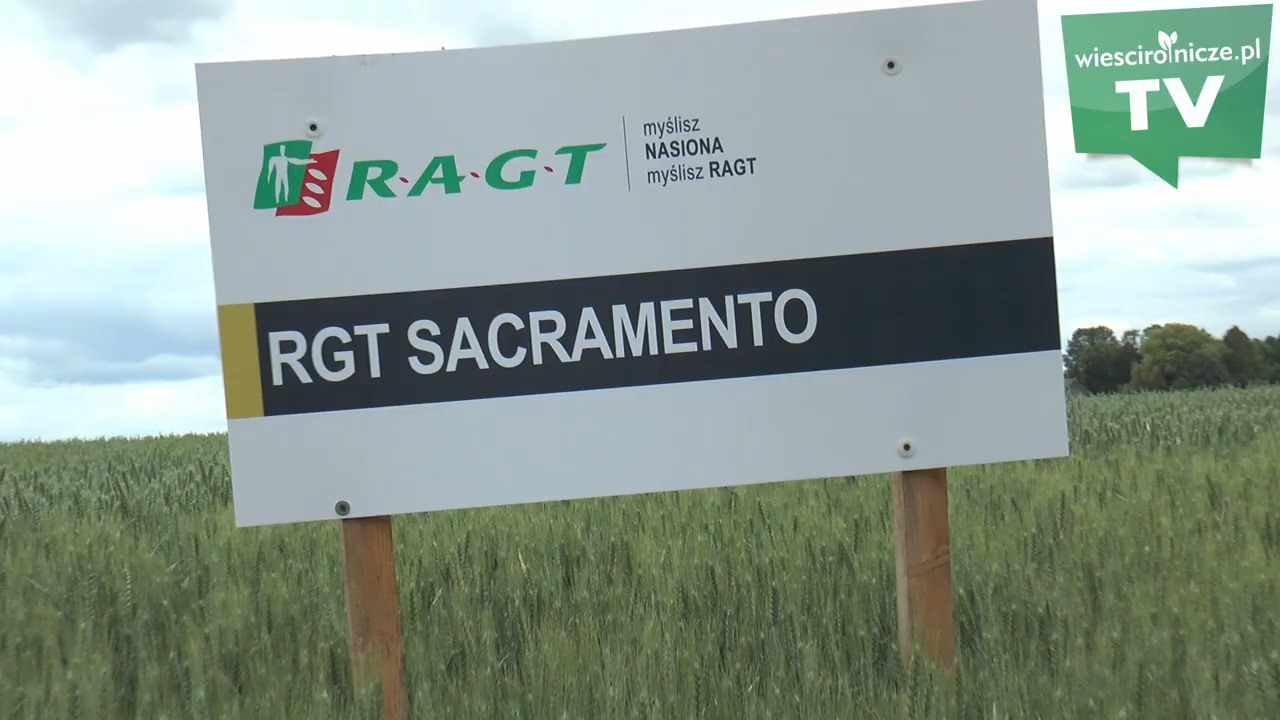 R·A·G·T
myślisz
NASIONA
myślisz RAGT
RGT SACRAMENTO
wiescirolnicze.pl
TV